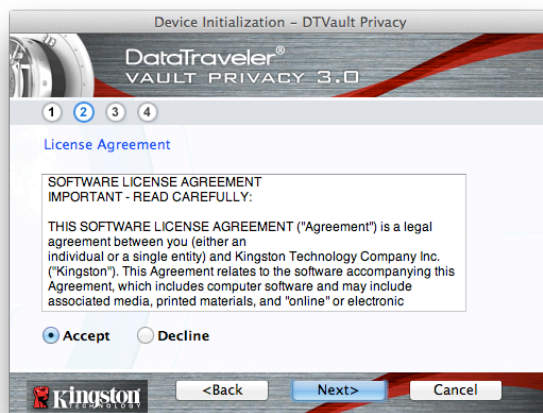 Device Initialization – DTVault Privacy
DataTraveler®
VAULT PRIVACY 3.0
1 2 3 4
License Agreement
SOFTWARE LICENSE AGREEMENT
IMPORTANT - READ CAREFULLY:
THIS SOFTWARE LICENSE AGREEMENT ("Agreement") is a legal
agreement between you (either an
individual or a single entity) and Kingston Technology Company Inc.
("Kingston"). This Agreement relates to the software accompanying this
Agreement, which includes computer software and may include
associated media, printed materials, and "online" or electronic
Accept Decline
Kingston <Back Next> Cancel
TECHNOLOGY